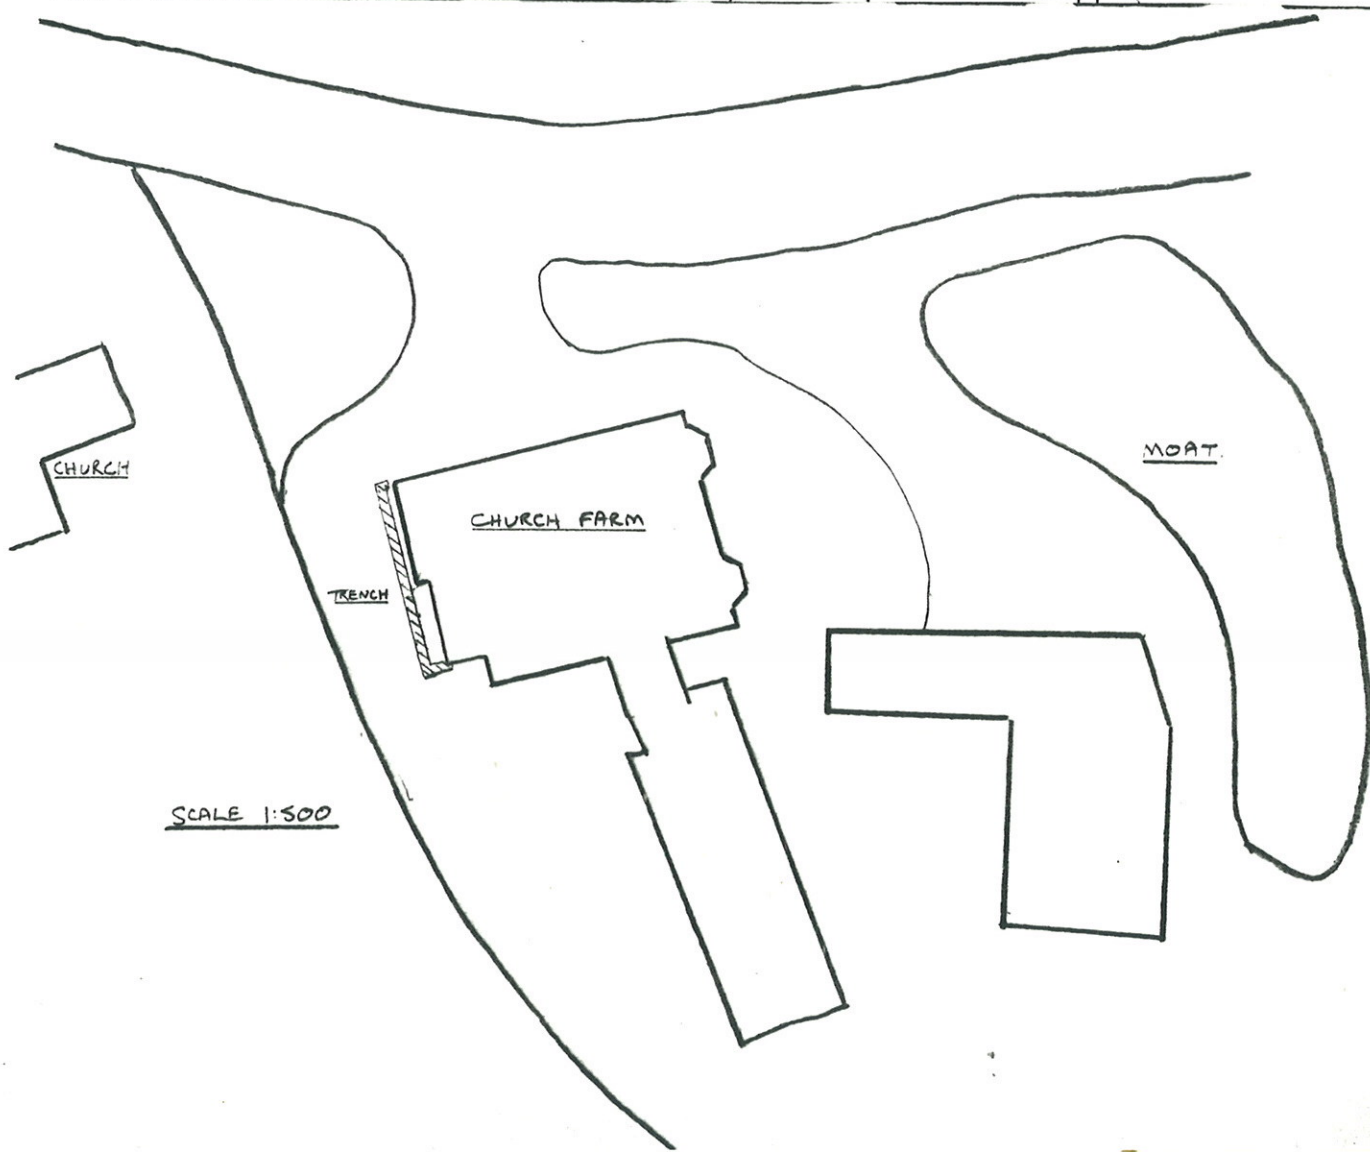 MOAT.
CHURCH
CHURCH FARM
TRENCH
SCALE 1:500